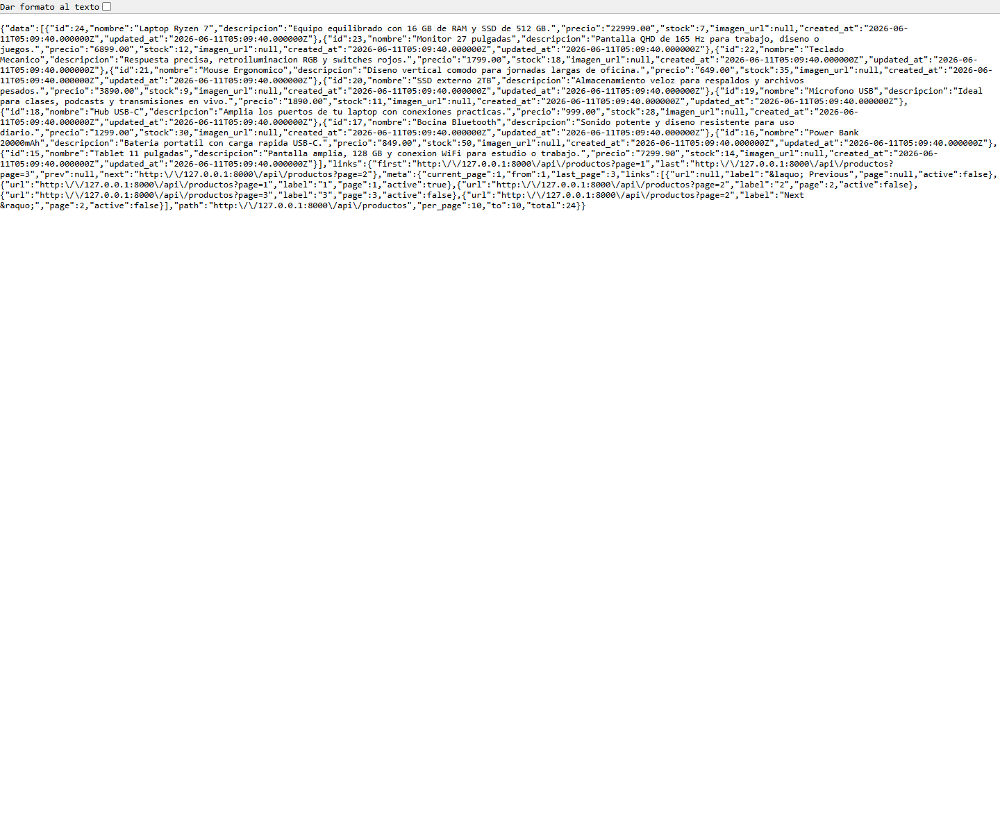 Dar formato al texto
{"data":[{"id":24,"nombre":"Laptop Ryzen 7","descripcion":"Equipo equilibrado con 16 GB de RAM y SSD de 512 GB.","precio":"22999.00","stock":7,"imagen_url":null,"created_at":"2026-06-
11T05:09:40.000000Z","updated_at":"2026-06-11T05:09:40.000000Z"},{"id":23,"nombre":"Monitor 27 pulgadas","descripcion":"Pantalla QHD de 165 Hz para trabajo, diseno o
juegos.","precio":"6899.00","stock":12,"imagen_url":null,"created_at":"2026-06-11T05:09:40.000000Z","updated_at":"2026-06-11T05:09:40.000000Z"},{"id":22,"nombre":"Teclado
Mecanico","descripcion":"Respuesta precisa, retroiluminacion RGB y switches rojos.","precio":"1799.00","stock":18,"imagen_url":null,"created_at":"2026-06-11T05:09:40.000000Z","updated_at":"2026-06-
11T05:09:40.000000Z"},{"id":21,"nombre":"Mouse Ergonomico","descripcion":"Diseno vertical comodo para jornadas largas de oficina.","precio":"649.00","stock":35,"imagen_url":null,"created_at":"2026-06-
11T05:09:40.000000Z","updated_at":"2026-06-11T05:09:40.000000Z"},{"id":20,"nombre":"SSD externo 2TB","descripcion":"Almacenamiento veloz para respaldos y archivos
pesados.","precio":"3890.00","stock":9,"imagen_url":null,"created_at":"2026-06-11T05:09:40.000000Z","updated_at":"2026-06-11T05:09:40.000000Z"},{"id":19,"nombre":"Microfono USB","descripcion":"Ideal
para clases, podcasts y transmisiones en vivo.","precio":"1890.00","stock":11,"imagen_url":null,"created_at":"2026-06-11T05:09:40.000000Z","updated_at":"2026-06-11T05:09:40.000000Z"},
{"id":18,"nombre":"Hub USB-C","descripcion":"Amplia los puertos de tu laptop con conexiones practicas.","precio":"999.00","stock":28,"imagen_url":null,"created_at":"2026-06-
11T05:09:40.000000Z","updated_at":"2026-06-11T05:09:40.000000Z"},{"id":17,"nombre":"Bocina Bluetooth","descripcion":"Sonido potente y diseno resistente para uso
diario.","precio":"1299.00","stock":30,"imagen_url":null,"created_at":"2026-06-11T05:09:40.000000Z","updated_at":"2026-06-11T05:09:40.000000Z"},{"id":16,"nombre":"Power Bank
20000mAh","descripcion":"Bateria portatil con carga rapida USB-C.","precio":"849.00","stock":50,"imagen_url":null,"created_at":"2026-06-11T05:09:40.000000Z","updated_at":"2026-06-11T05:09:40.000000Z"},
{"id":15,"nombre":"Tablet 11 pulgadas","descripcion":"Pantalla amplia, 128 GB y conexion WiFi para estudio o trabajo.","precio":"7299.90","stock":14,"imagen_url":null,"created_at":"2026-06-
11T05:09:40.000000Z","updated_at":"2026-06-11T05:09:40.000000Z"}],"links":{"first":"http:\/\/127.0.0.1:8000\/api\/productos?page=1","last":"http:\/\/127.0.0.1:8000\/api\/productos?
page=3","prev":null,"next":"http:\/\/127.0.0.1:8000\/api\/productos?page=2"},"meta":{"current_page":1,"from":1,"last_page":3,"links":[{"url":null,"label":"&laquo; Previous","page":null,"active":false},
{"url":"http:\/\/127.0.0.1:8000\/api\/productos?page=1","label":"1","page":1,"active":true},{"url":"http:\/\/127.0.0.1:8000\/api\/productos?page=2","label":"2","page":2,"active":false},
{"url":"http:\/\/127.0.0.1:8000\/api\/productos?page=3","label":"3","page":3,"active":false},{"url":"http:\/\/127.0.0.1:8000\/api\/productos?page=2","label":"Next
&raquo;","page":2,"active":false}],"path":"http:\/\/127.0.0.1:8000\/api\/productos","per_page":10,"to":10,"total":24}}